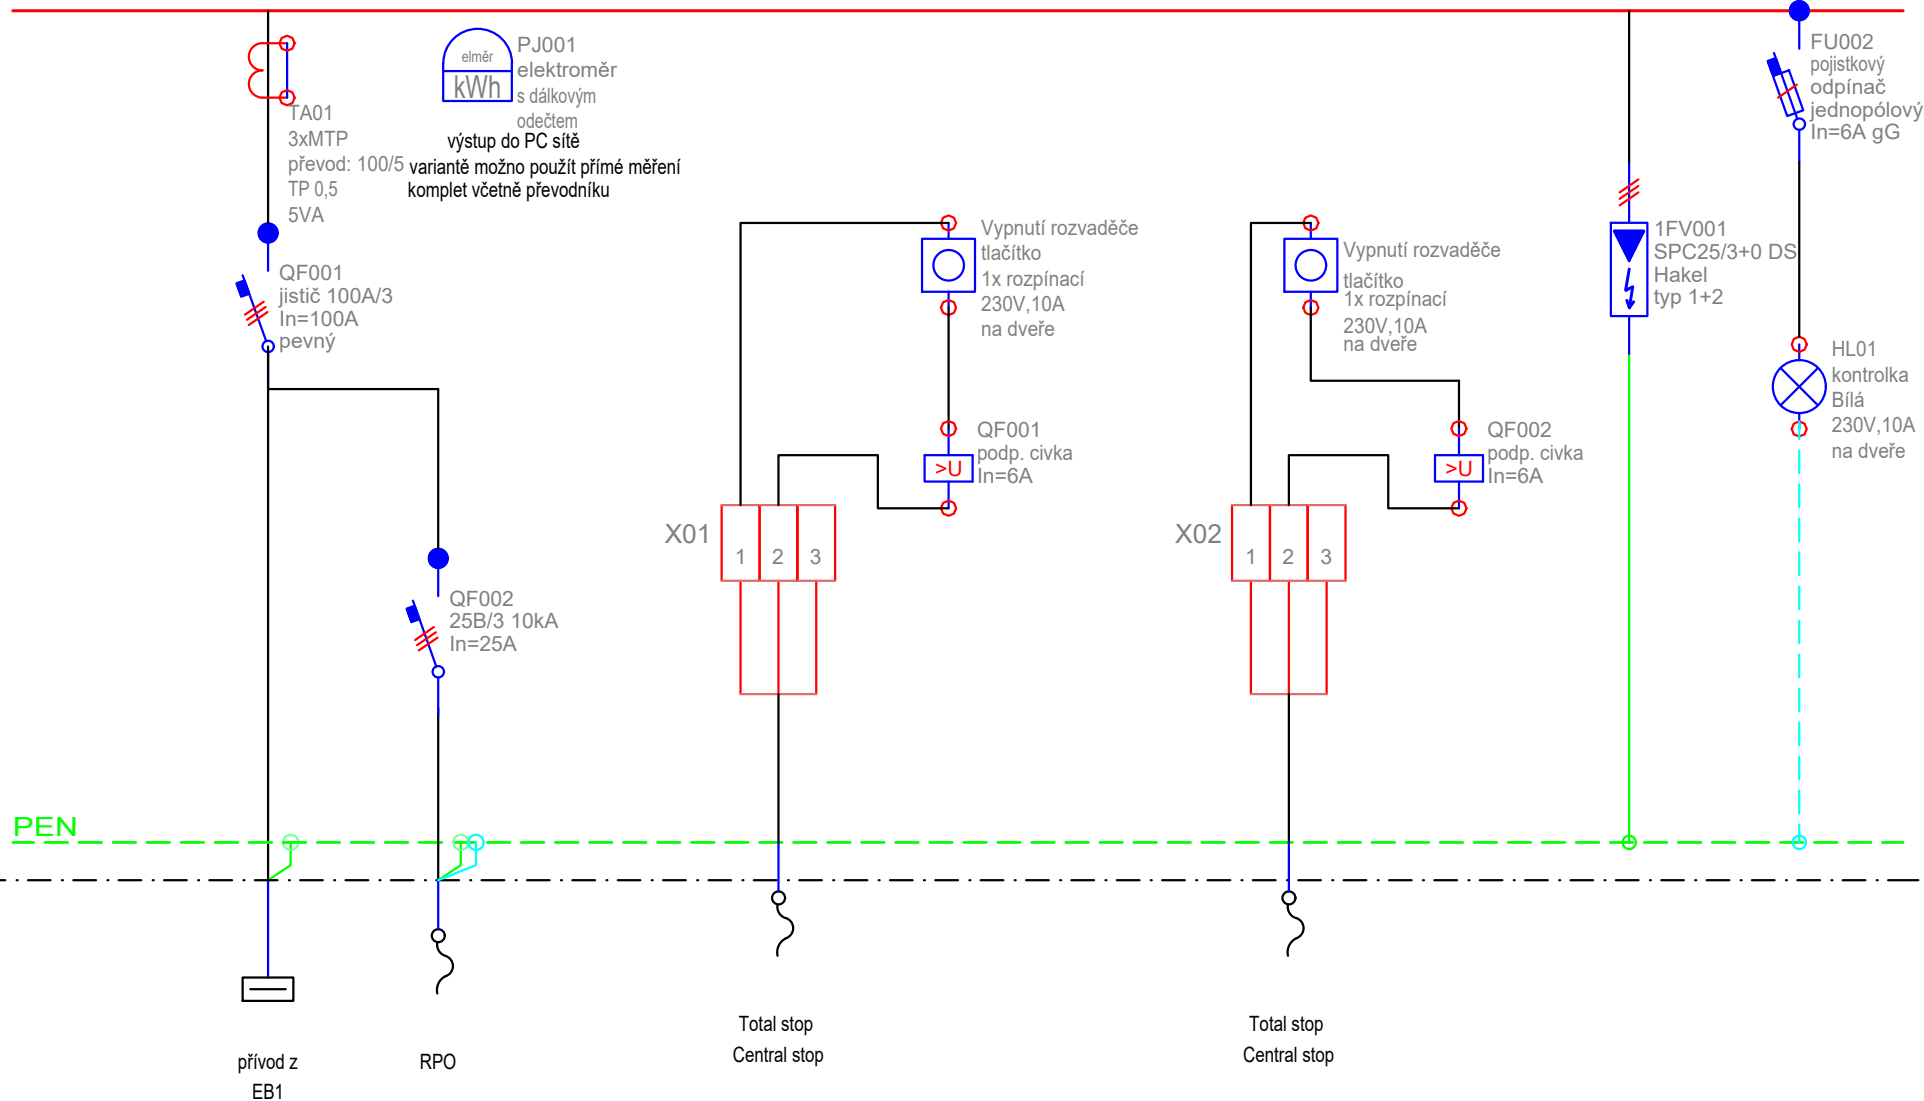 elměr
kWh
PJ001
elektroměr
s dálkovým
odečtem
výstup do PC sítě
variantě možno použít přímé měření
komplet včetně převodníku
TA01
3xMTP
převod: 100/5
TP 0,5
5VA
QF001
jistič 100A/3
In=100A
pevný
QF002
25B/3 10kA
In=25A
Vypnutí rozvaděče
tlačítko
1x rozpínací
230V,10A
na dveře
QF001
podp. civka
In=6A
>U
X01
1 2 3
Vypnutí rozvaděče
tlačítko
1x rozpínací
230V,10A
na dveře
QF002
podp. civka
In=6A
>U
X02
1 2 3
1FV001
SPC25/3+0 DS
Hakel
typ 1+2
FU002
pojistkový
odpínač
jednopólový
In=6A gG
HL01
kontrolka
Bílá
230V,10A
na dveře
PEN
přívod z
EB1
RPO
Total stop
Central stop
Total stop
Central stop